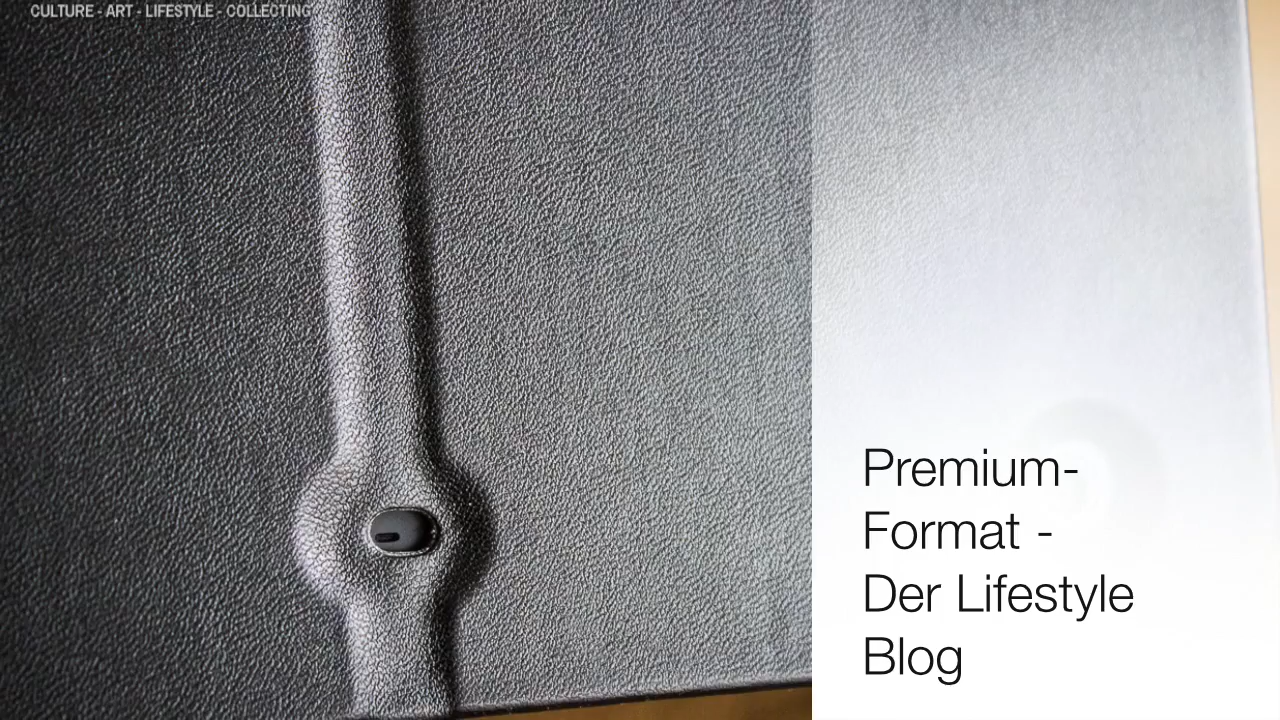 CULTURE - ART - LIFESTYLE - COLLECTING
Premium-
Format -
Der Lifestyle
Blog